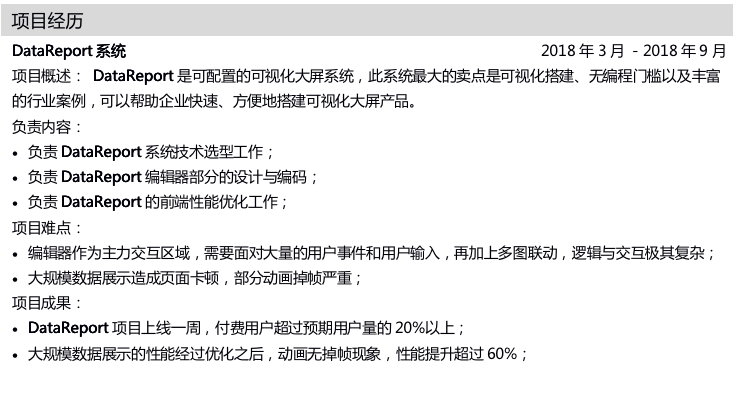 项目经历
DataReport 系统 2018 年 3 月 - 2018 年 9 月
项目概述： DataReport 是可配置的可视化大屏系统，此系统最大的卖点是可视化搭建、无编程门槛以及丰富
的行业案例，可以帮助企业快速、方便地搭建可视化大屏产品。
负责内容：
• 负责 DataReport 系统技术选型工作；
• 负责 DataReport 编辑器部分的设计与编码；
• 负责 DataReport 的前端性能优化工作；
项目难点：
• 编辑器作为主力交互区域，需要面对大量的用户事件和用户输入，再加上多图联动，逻辑与交互极其复杂；
• 大规模数据展示造成页面卡顿，部分动画掉帧严重；
项目成果：
• DataReport 项目上线一周，付费用户超过预期用户量的 20%以上；
• 大规模数据展示的性能经过优化之后，动画无掉帧现象，性能提升超过 60%；